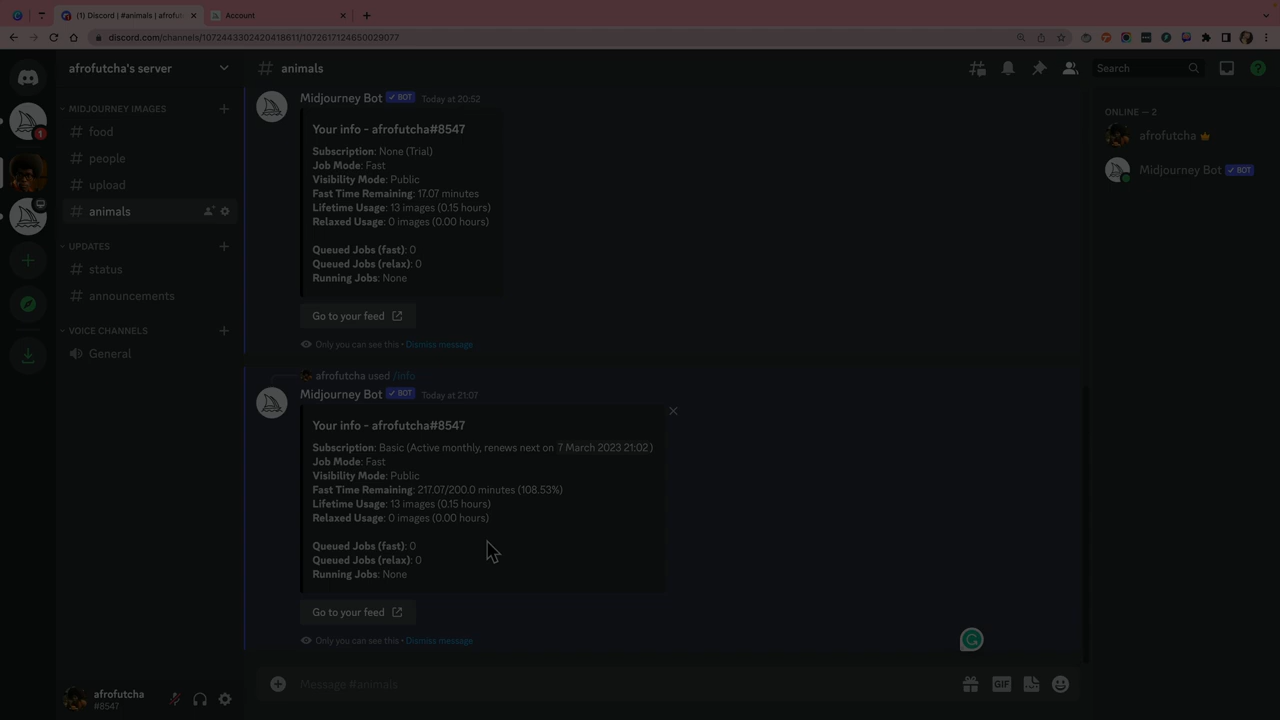 (1) Discord | #animals | afrofutcha
Account
discord.com/channels/1072443302420418611/1072617124650029077
afrofutcha's server
MIDJOURNEY IMAGES
food
people
upload
animals
UPDATES
status
announcements
VOICE CHANNELS
General
1
afrofutcha
#8547
# animals
Search
Midjourney Bot ✓ BOT Today at 20:52
Your info - afrofutcha#8547
Subscription: None (Trial)
Job Mode: Fast
Visibility Mode: Public
Fast Time Remaining: 17.07 minutes
Lifetime Usage: 13 images (0.15 hours)
Relaxed Usage: 0 images (0.00 hours)
Queued Jobs (fast): 0
Queued Jobs (relax): 0
Running Jobs: None
Go to your feed
Only you can see this • Dismiss message
afrofutcha used /info
Midjourney Bot ✓ BOT Today at 21:07
Your info - afrofutcha#8547
Subscription: Basic (Active monthly, renews next on 7 March 2023 21:02)
Job Mode: Fast
Visibility Mode: Public
Fast Time Remaining: 217.07/200.0 minutes (108.53%)
Lifetime Usage: 13 images (0.15 hours)
Relaxed Usage: 0 images (0.00 hours)
Queued Jobs (fast): 0
Queued Jobs (relax): 0
Running Jobs: None
Go to your feed
Only you can see this • Dismiss message
Message #animals
GIF
ONLINE — 2
afrofutcha
Midjourney Bot ✓ BOT